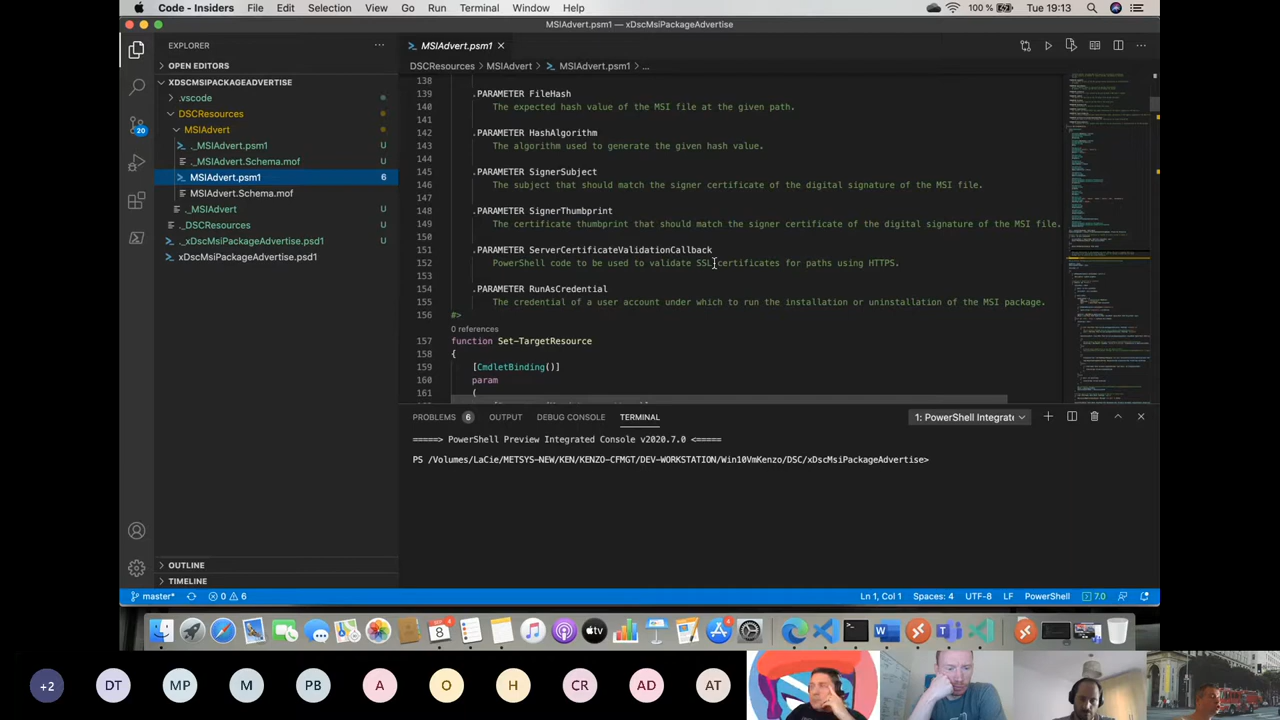 Code - Insiders File Edit Selection View Go Run Terminal Window Help 100 % Tue 19:13
MSIAdvert.psm1 — xDscMsiPackageAdvertise
EXPLORER
OPEN EDITORS
XDSCMSIPACKAGEADVERTISE
.vscode
DSCResources
MSIAdvert
._MSIAdvert.psm1
._MSIAdvert.Schema.mof U
MSIAdvert.psm1 6
MSIAdvert.Schema.mof
._MSIAdvert
._DSCResources
._xDscMsiPackageAdvertise.psd1
xDscMsiPackageAdvertise.psd1
OUTLINE
TIMELINE
20
MSIAdvert.psm1
DSCResources > MSIAdvert > MSIAdvert.psm1 > ...
138
139 .PARAMETER FileHash
140 The expected hash value of the MSI file at the given path.
141
142 .PARAMETER HashAlgorithm
143 The algorithm used to generate the given hash value.
144
145 .PARAMETER SignerSubject
146 The subject that should match the signer certificate of the digital signature of the MSI file.
147
148 .PARAMETER SignerThumbprint
149 The certificate thumbprint that should match the signer certificate of the digital signature of the MSI file.
150
151 .PARAMETER ServerCertificateValidationCallback
152 PowerShell code to be used to validate SSL certificates for paths using HTTPS.
153
154 .PARAMETER RunAsCredential
155 The credential of a user account under which to run the installation or uninstallation of the MSI package.
156 #>
0 references
157 function Set-TargetResource
158 {
159 [CmdletBinding()]
160 param
161 (
PROBLEMS 6 OUTPUT DEBUG CONSOLE TERMINAL 1: PowerShell Integrate
=====> PowerShell Preview Integrated Console v2020.7.0 <=====
PS /Volumes/LaCie/METSYS-NEW/KEN/KENZO-CFMGT/DEV-WORKSTATION/Win10VmKenzo/DSC/xDscMsiPackageAdvertise>
master* 0 6 Ln 1, Col 1 Spaces: 4 UTF-8 LF PowerShell 7.0
SEP 8 4
+2 DT MP M PB A O H CR AD AT